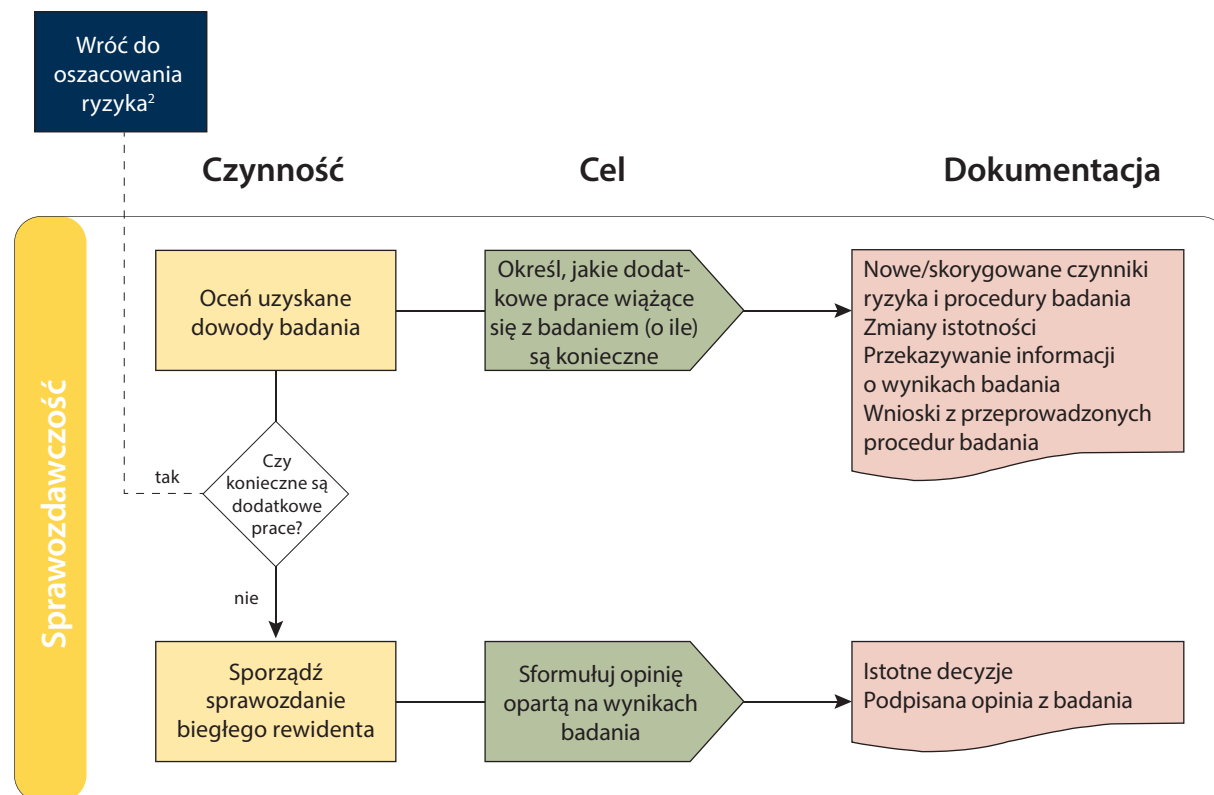 Wróć do
oszacowania
ryzyka²
Czynność
Cel
Dokumentacja
Sprawozdawczość
Oceń uzyskane
dowody badania
Określ, jakie dodat-
kowe prace wiążące
się z badaniem (o ile)
są konieczne
Nowe/skorygowane czynniki
ryzyka i procedury badania
Zmiany istotności
Przekazywanie informacji
o wynikach badania
Wnioski z przeprowadzonych
procedur badania
Czy
konieczne są
dodatkowe
prace?
tak
nie
Sporządź
sprawozdanie
biegłego rewidenta
Sformułuj opinię
opartą na wynikach
badania
Istotne decyzje
Podpisana opinia z badania